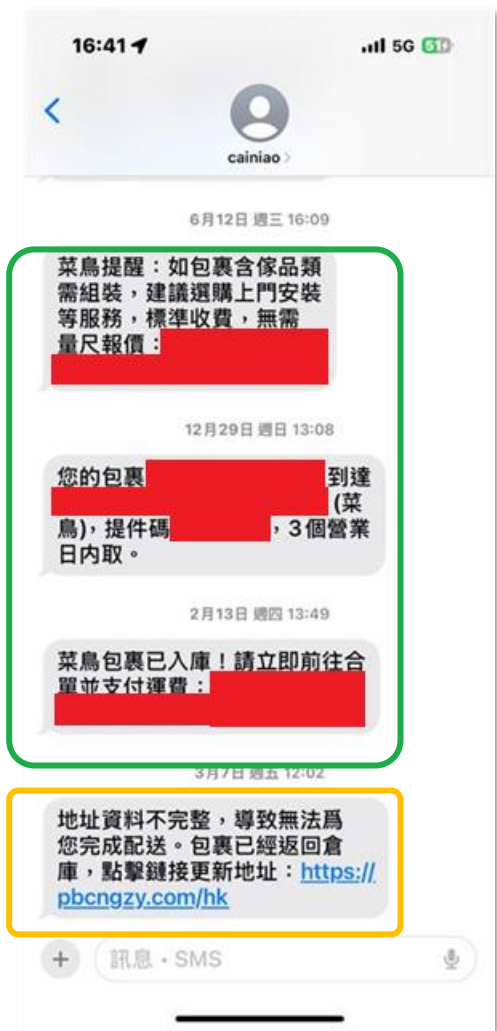 16:41
5G 61
cainiao
6月12日 週三 16:09
菜鳥提醒：如包裹含傢品類
需組裝，建議選購上門安裝
等服務，標準收費，無需
量尺報價：
12月29日 週日 13:08
您的包裹 到達
(菜
鳥)，提件碼 ，3個營業
日内取。
2月13日 週四 13:49
菜鳥包裹已入庫！請立即前往合
單並支付運費：
3月7日 週五 12:02
地址資料不完整，導致無法爲
您完成配送。包裹已經返回倉
庫，點擊鏈接更新地址：https://
pbcngzy.com/hk
訊息・SMS